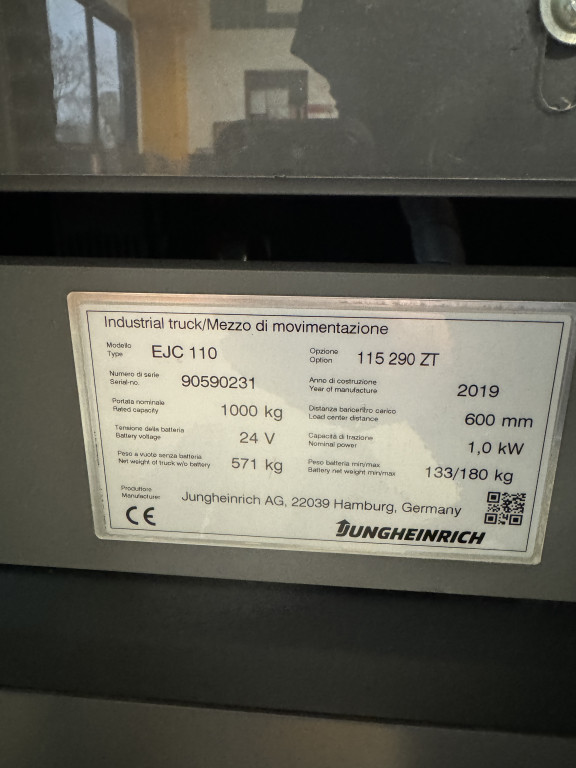 Industrial truck/Mezzo di movimentazione
Modello
Type
EJC 110
Opzione
Option
115 290 ZT
Numero di serie
Serial-no.
90590231
Anno di costruzione
Year of manufacture
2019
Portata nominale
Rated capacity
1000 kg
Distanza baricentro carico
Load center distance
600 mm
Tensione della batteria
Battery voltage
24 V
Capacità di trazione
Nominal power
1,0 kW
Peso a vuoto senza batteria
Net weight of truck w/o battery
571 kg
Peso batteria min/max
Battery net weight min/max
133/180 kg
Produttore
Manufacturer
Jungheinrich AG, 22039 Hamburg, Germany
CE
JUNGHEINRICH